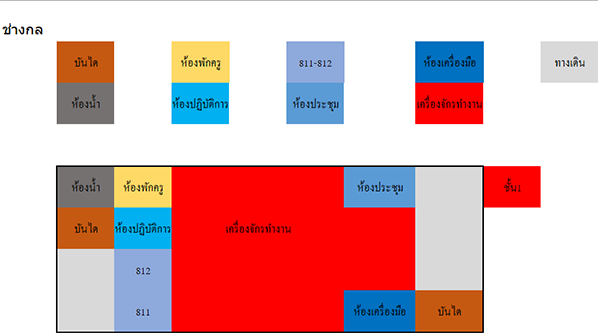 ช่างกล
บันได ห้องพักครู 811-812 ห้องเครื่องมือ ทางเดิน
ห้องน้ำ ห้องปฏิบัติการ ห้องประชุม เครื่องจักรทำงาน
ห้องน้ำ ห้องพักครู ห้องประชุม ชั้น1
บันได ห้องปฏิบัติการ เครื่องจักรทำงาน
812
811 ห้องเครื่องมือ บันได